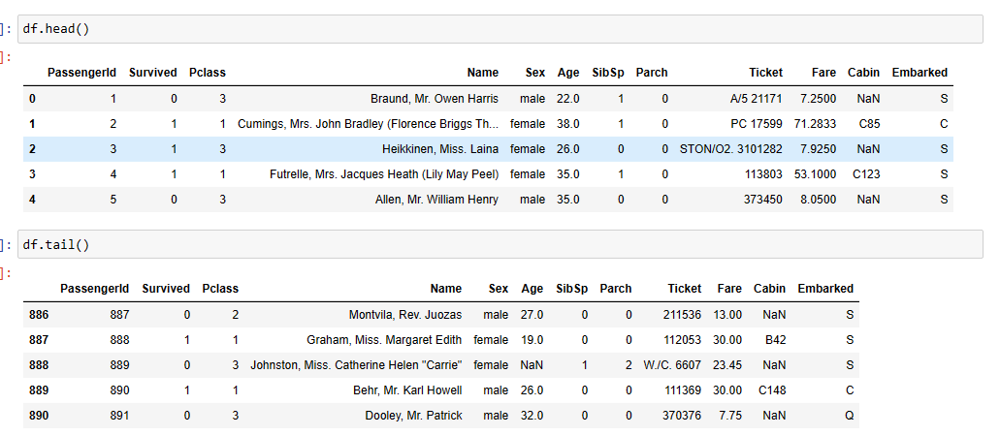 ]: df.head()
]:
PassengerId Survived Pclass Name Sex Age SibSp Parch Ticket Fare Cabin Embarked
0 1 0 3 Braund, Mr. Owen Harris male 22.0 1 0 A/5 21171 7.2500 NaN S
1 2 1 1 Cumings, Mrs. John Bradley (Florence Briggs Th... female 38.0 1 0 PC 17599 71.2833 C85 C
2 3 1 3 Heikkinen, Miss. Laina female 26.0 0 0 STON/O2. 3101282 7.9250 NaN S
3 4 1 1 Futrelle, Mrs. Jacques Heath (Lily May Peel) female 35.0 1 0 113803 53.1000 C123 S
4 5 0 3 Allen, Mr. William Henry male 35.0 0 0 373450 8.0500 NaN S
]: df.tail()
]:
PassengerId Survived Pclass Name Sex Age SibSp Parch Ticket Fare Cabin Embarked
886 887 0 2 Montvila, Rev. Juozas male 27.0 0 0 211536 13.00 NaN S
887 888 1 1 Graham, Miss. Margaret Edith female 19.0 0 0 112053 30.00 B42 S
888 889 0 3 Johnston, Miss. Catherine Helen "Carrie" female NaN 1 2 W./C. 6607 23.45 NaN S
889 890 1 1 Behr, Mr. Karl Howell male 26.0 0 0 111369 30.00 C148 C
890 891 0 3 Dooley, Mr. Patrick male 32.0 0 0 370376 7.75 NaN Q